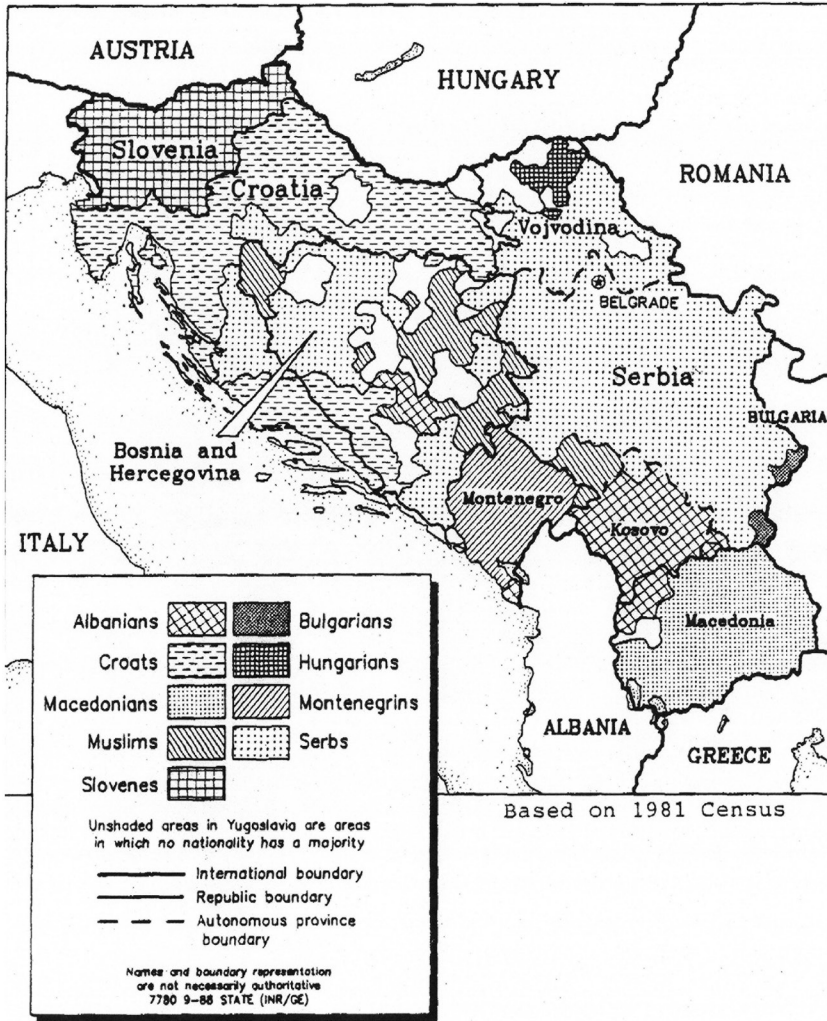 AUSTRIA
HUNGARY
Slovenia
ROMANIA
Croatia
Vojvodina
BELGRADE
Serbia
BULGARIA
Bosnia and
Hercegovina
Montenegro
Kosovo
ITALY
Macedonia
ALBANIA
GREECE
Albanians
Bulgarians
Croats
Hungarians
Macedonians
Montenegrins
Muslims
Serbs
Slovenes
Unshaded areas in Yugoslavia are areas
in which no nationality has a majority
International boundary
Republic boundary
Autonomous province
boundary
Names and boundary representation
are not necessarily authoritative
7780 9-88 STATE (INR/GE)
Based on 1981 Census